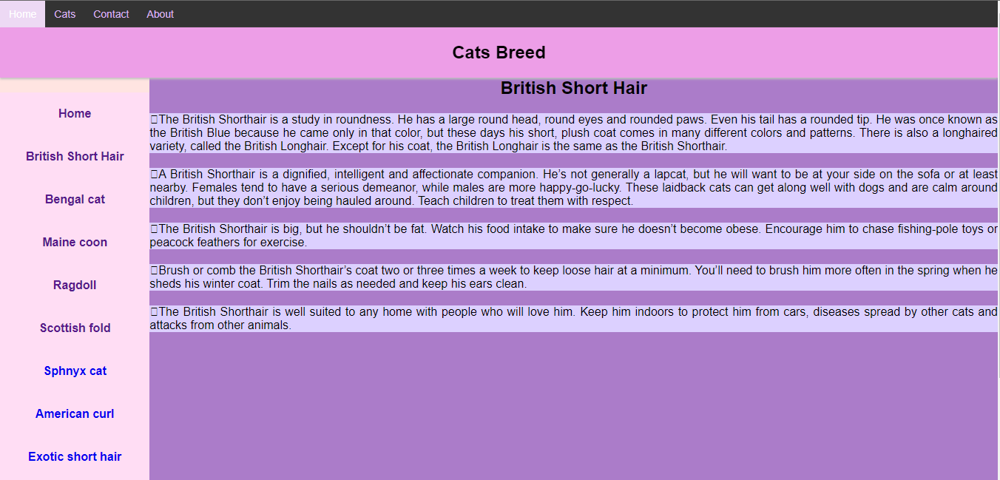 Home Cats Contact About
Cats Breed
Home
British Short Hair
Bengal cat
Maine coon
Ragdoll
Scottish fold
Sphnyx cat
American curl
Exotic short hair
British Short Hair
The British Shorthair is a study in roundness. He has a large round head, round eyes and rounded paws. Even his tail has a rounded tip. He was once known as
the British Blue because he came only in that color, but these days his short, plush coat comes in many different colors and patterns. There is also a longhaired
variety, called the British Longhair. Except for his coat, the British Longhair is the same as the British Shorthair.
A British Shorthair is a dignified, intelligent and affectionate companion. He’s not generally a lapcat, but he will want to be at your side on the sofa or at least
nearby. Females tend to have a serious demeanor, while males are more happy-go-lucky. These laidback cats can get along well with dogs and are calm around
children, but they don’t enjoy being hauled around. Teach children to treat them with respect.
The British Shorthair is big, but he shouldn’t be fat. Watch his food intake to make sure he doesn’t become obese. Encourage him to chase fishing-pole toys or
peacock feathers for exercise.
Brush or comb the British Shorthair’s coat two or three times a week to keep loose hair at a minimum. You’ll need to brush him more often in the spring when he
sheds his winter coat. Trim the nails as needed and keep his ears clean.
The British Shorthair is well suited to any home with people who will love him. Keep him indoors to protect him from cars, diseases spread by other cats and
attacks from other animals.